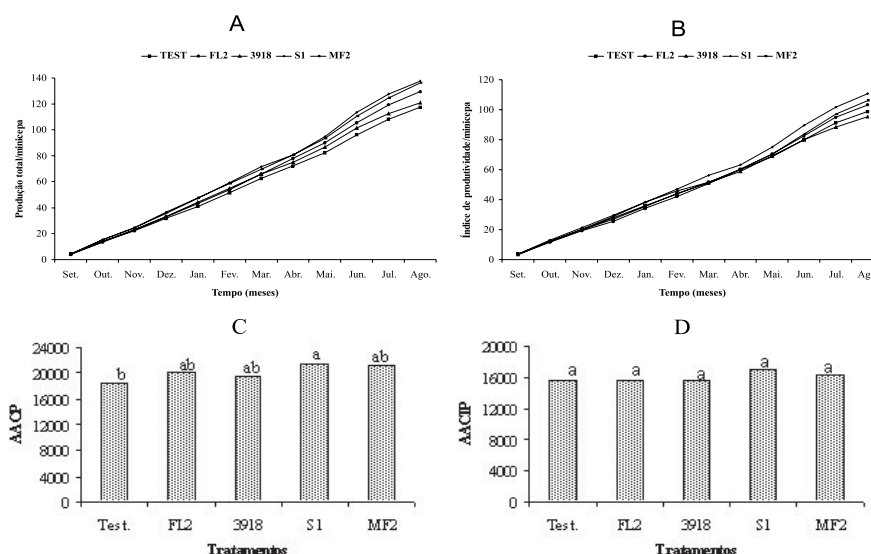 A
TEST FL2 3918 S1 MF2
Produção total/minicepa
140
120
100
80
60
40
20
0
Set. Out. Nov. Dez. Jan. Fev. Mar. Abr. Mai. Jun. Jul. Ago.
Tempo (meses)
B
TEST FL2 3918 S1 MF2
Índice de produtividade/minicepa
120
100
80
60
40
20
0
Set. Out. Nov. Dez. Jan. Fev. Mar. Abr. Mai. Jun. Jul. Ag
Tempo (meses)
C
AACP
24000
20000
16000
12000
8000
4000
0
b ab ab a ab
Test. FL2 3918 S1 MF2
Tratamentos
D
AACIP
20000
16000
12000
8000
4000
0
a a a a a
Test. FL2 3918 S1 MF2
Tratamentos